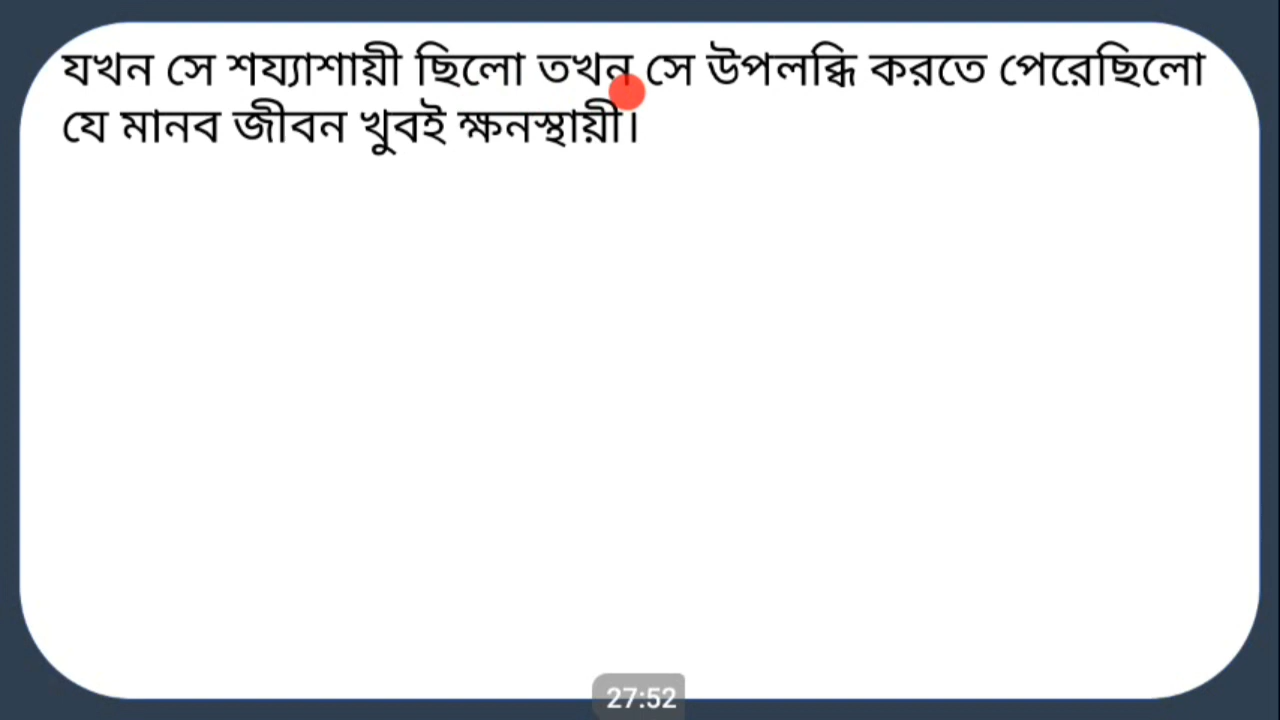 যখন সে শয্যাশায়ী ছিলো তখন সে উপলব্ধি করতে পেরেছিলো
যে মানব জীবন খুবই ক্ষনস্থায়ী।
27:52